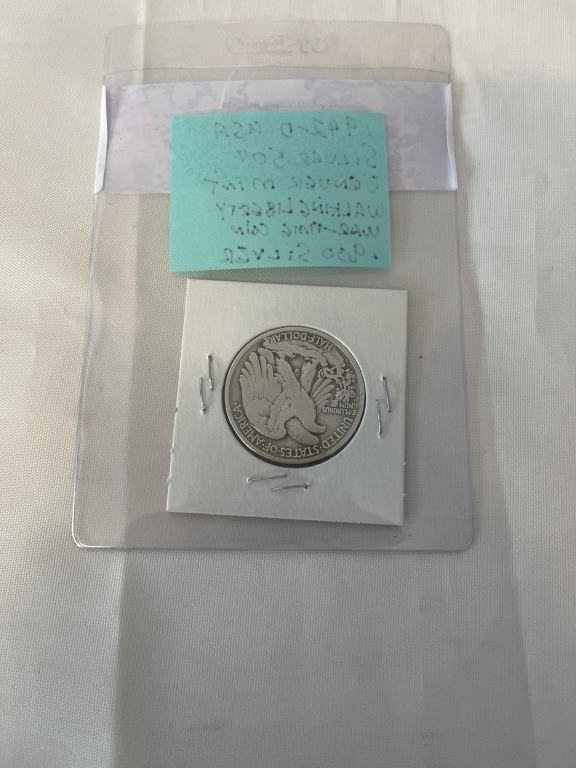 1942-D USA
SILVER 50¢
DENVER MINT
WALKING LIBERTY
WAR-TIME COIN
.900 SILVER
UNITED·STATES·OF·AMERICA
E·PLURIBUS
UNUM
HALF·DOLLAR